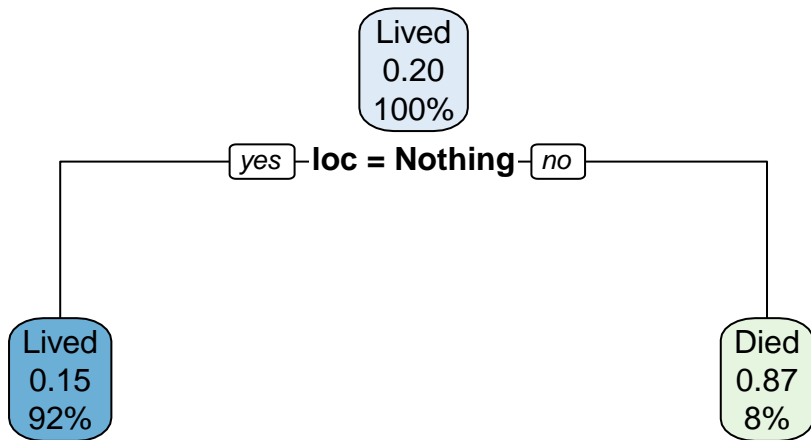 Lived
0.20
100%
yes loc = Nothing no
Lived
0.15
92%
Died
0.87
8%